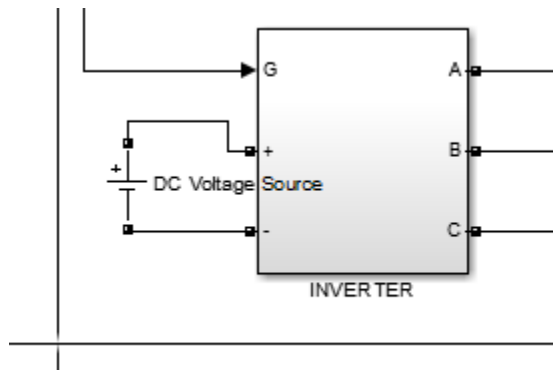 G
A
+
+
B
DC Voltage Source
-
C
INVERTER